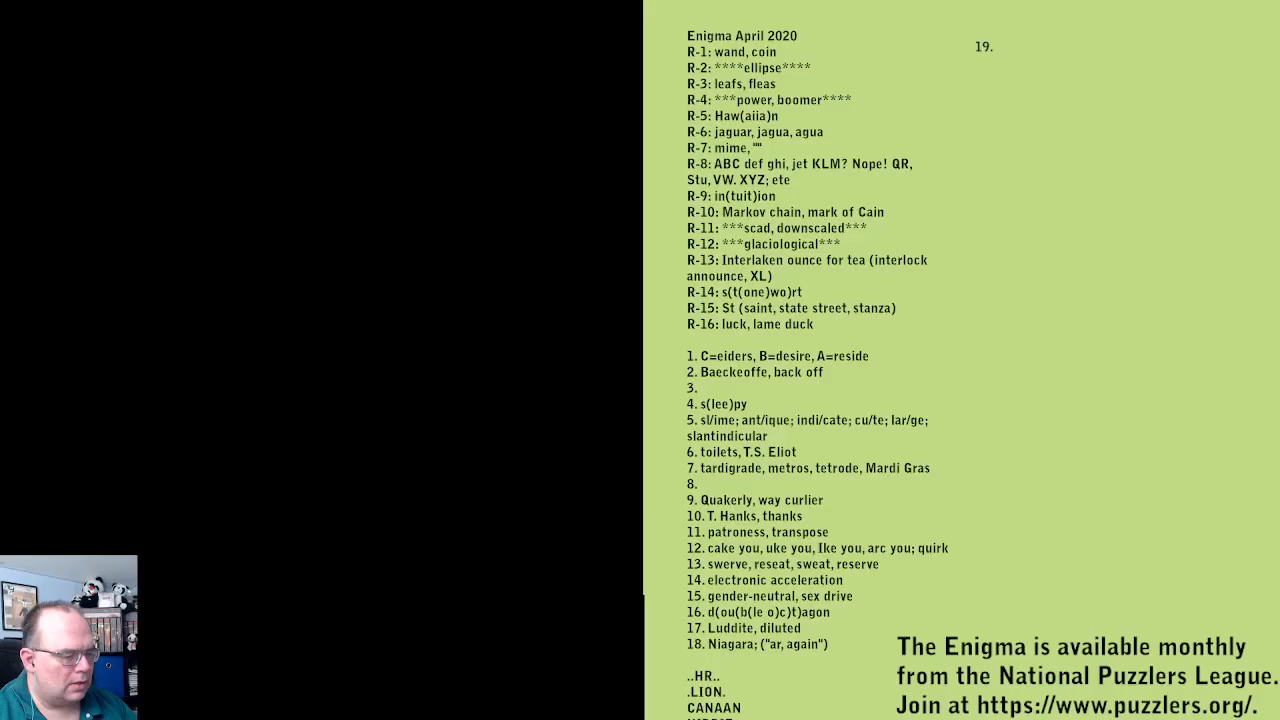 Enigma April 2020
R-1: wand, coin
R-2: ****ellipse****
R-3: leafs, fleas
R-4: ***power, boomer****
R-5: Haw(aiia)n
R-6: jaguar, jagua, agua
R-7: mime, ""
R-8: ABC def ghi, jet KLM? Nope! QR,
Stu, VW. XYZ; ete
R-9: in(tuit)ion
R-10: Markov chain, mark of Cain
R-11: ***scad, downscaled***
R-12: ***glaciological***
R-13: Interlaken ounce for tea (interlock
announce, XL)
R-14: s(t(one)wo)rt
R-15: St (saint, state street, stanza)
R-16: luck, lame duck
1. C=eiders, B=desire, A=reside
2. Baeckeoffe, back off
3.
4. s(lee)py
5. sl/ime; ant/ique; indi/cate; cu/te; lar/ge;
slantindicular
6. toilets, T.S. Eliot
7. tardigrade, metros, tetrode, Mardi Gras
8.
9. Quakerly, way curlier
10. T. Hanks, thanks
11. patroness, transpose
12. cake you, uke you, Ike you, arc you; quirk
13. swerve, reseat, sweat, reserve
14. electronic acceleration
15. gender-neutral, sex drive
16. d(ou(b(le o)c)t)agon
17. Luddite, diluted
18. Niagara; ("ar, again")
..HR..
.LION.
CANAAN
19.
The Enigma is available monthly
from the National Puzzlers League.
Join at https://www.puzzlers.org/.